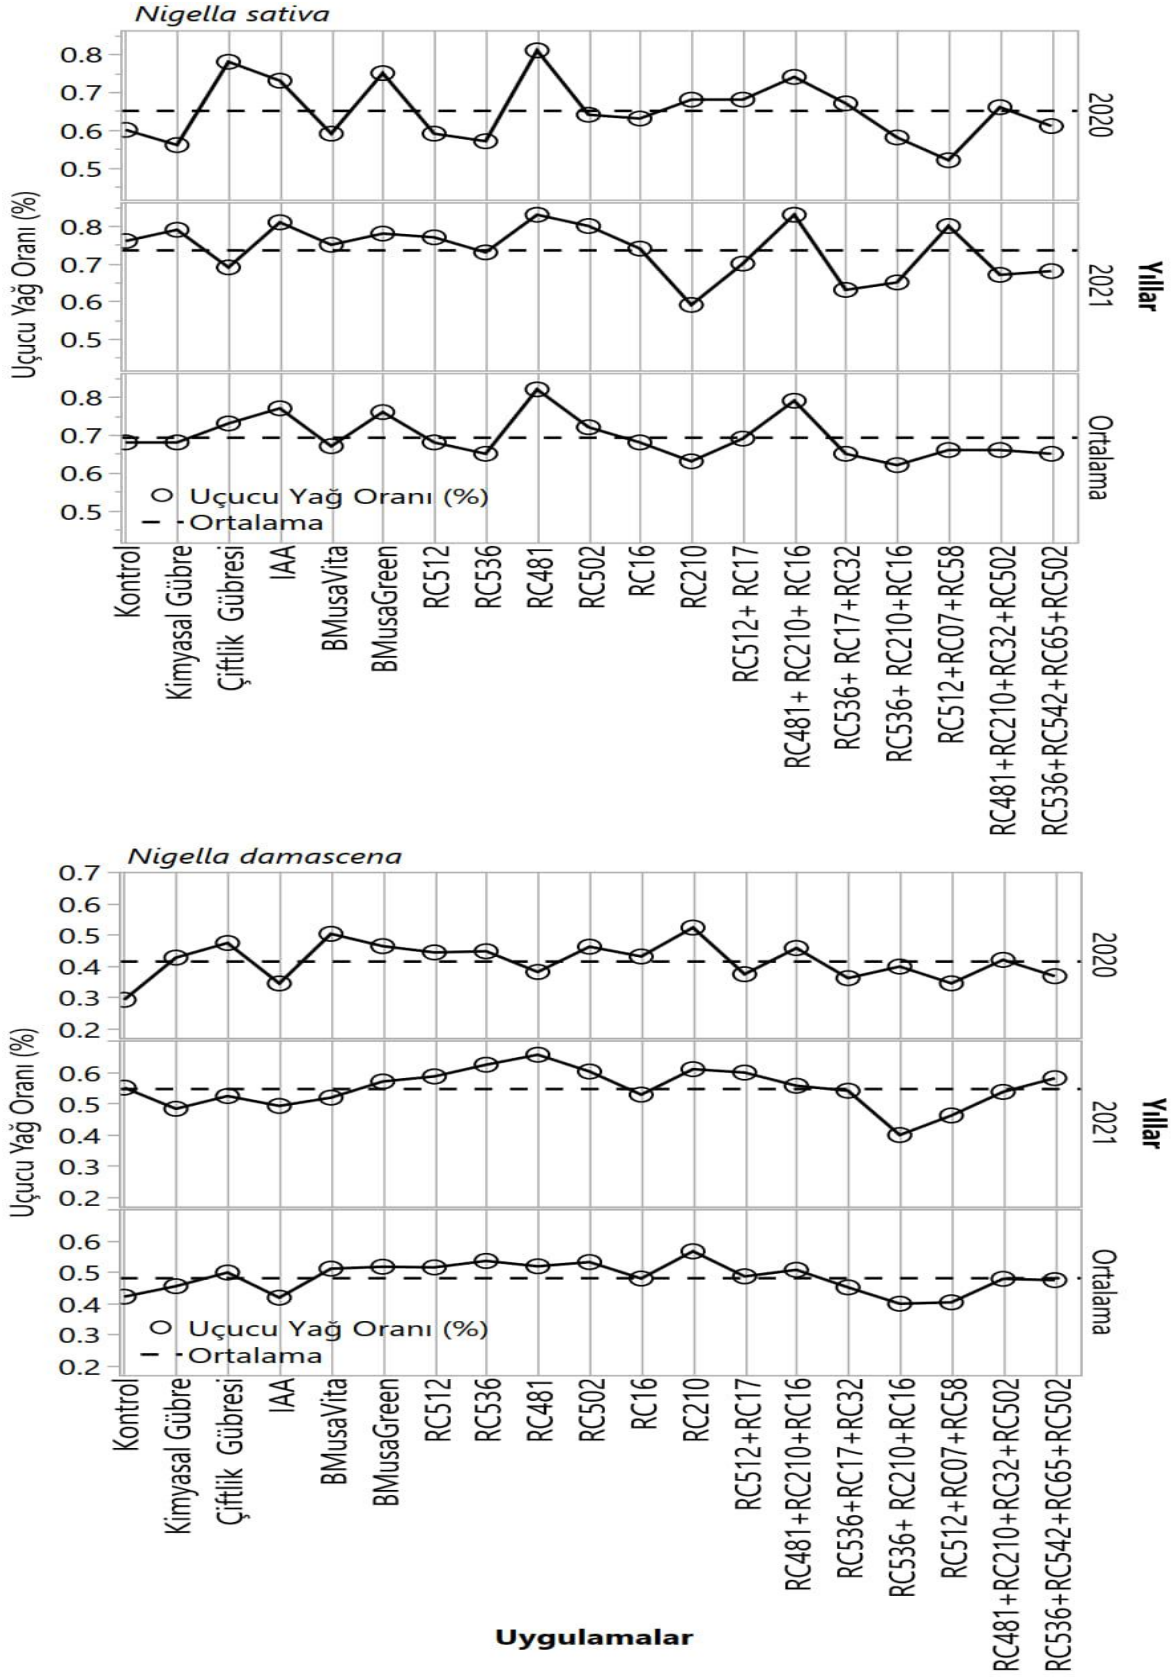 Nigella sativa
0.8
0.7
0.6
0.5
2020
0.8
0.7
0.6
0.5
2021
0.8
0.7
0.6
0.5
Ortalama
Uçucu Yağ Oranı (%)
Yıllar
Uçucu Yağ Oranı (%)
Ortalama
Kontrol
Kimyasal Gübre
Çiftlik Gübresi
IAA
BMusaVita
BMusaGreen
RC512
RC536
RC481
RC502
RC16
RC210
RC512+ RC17
RC481+ RC210+ RC16
RC536+ RC17+RC32
RC536+ RC210+RC16
RC512+RC07+RC58
RC481+RC210+RC32+RC502
RC536+RC542+RC65+RC502
Nigella damascena
0.7
0.6
0.5
0.4
0.3
0.2
2020
0.6
0.5
0.4
0.3
0.2
2021
0.6
0.5
0.4
0.3
0.2
Ortalama
Uçucu Yağ Oranı (%)
Yıllar
Uçucu Yağ Oranı (%)
Ortalama
Kontrol
Kimyasal Gübre
Çiftlik Gübresi
IAA
BMusaVita
BMusaGreen
RC512
RC536
RC481
RC502
RC16
RC210
RC512+RC17
RC481+RC210+RC16
RC536+RC17+RC32
RC536+ RC210+RC16
RC512+RC07+RC58
RC481+RC210+RC32+RC502
RC536+RC542+RC65+RC502
Uygulamalar